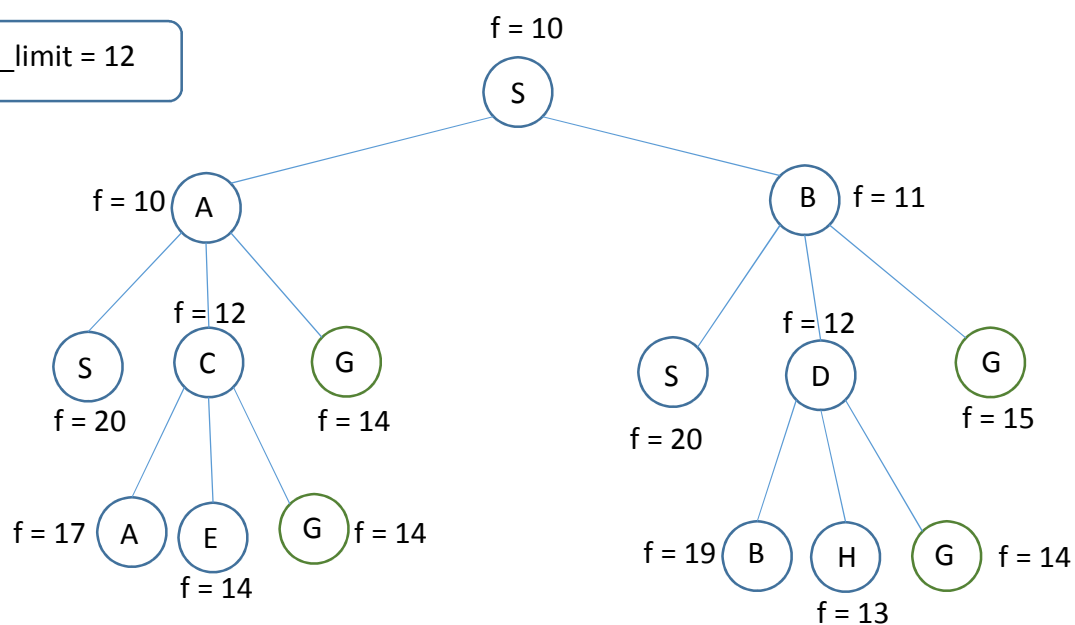 f = 10
_limit = 12
S
f = 10
A
B
f = 11
f = 12
f = 12
S
C
G
S
D
G
f = 20
f = 14
f = 20
f = 15
f = 17
A
E
G
f = 14
f = 19
B
H
G
f = 14
f = 14
f = 13